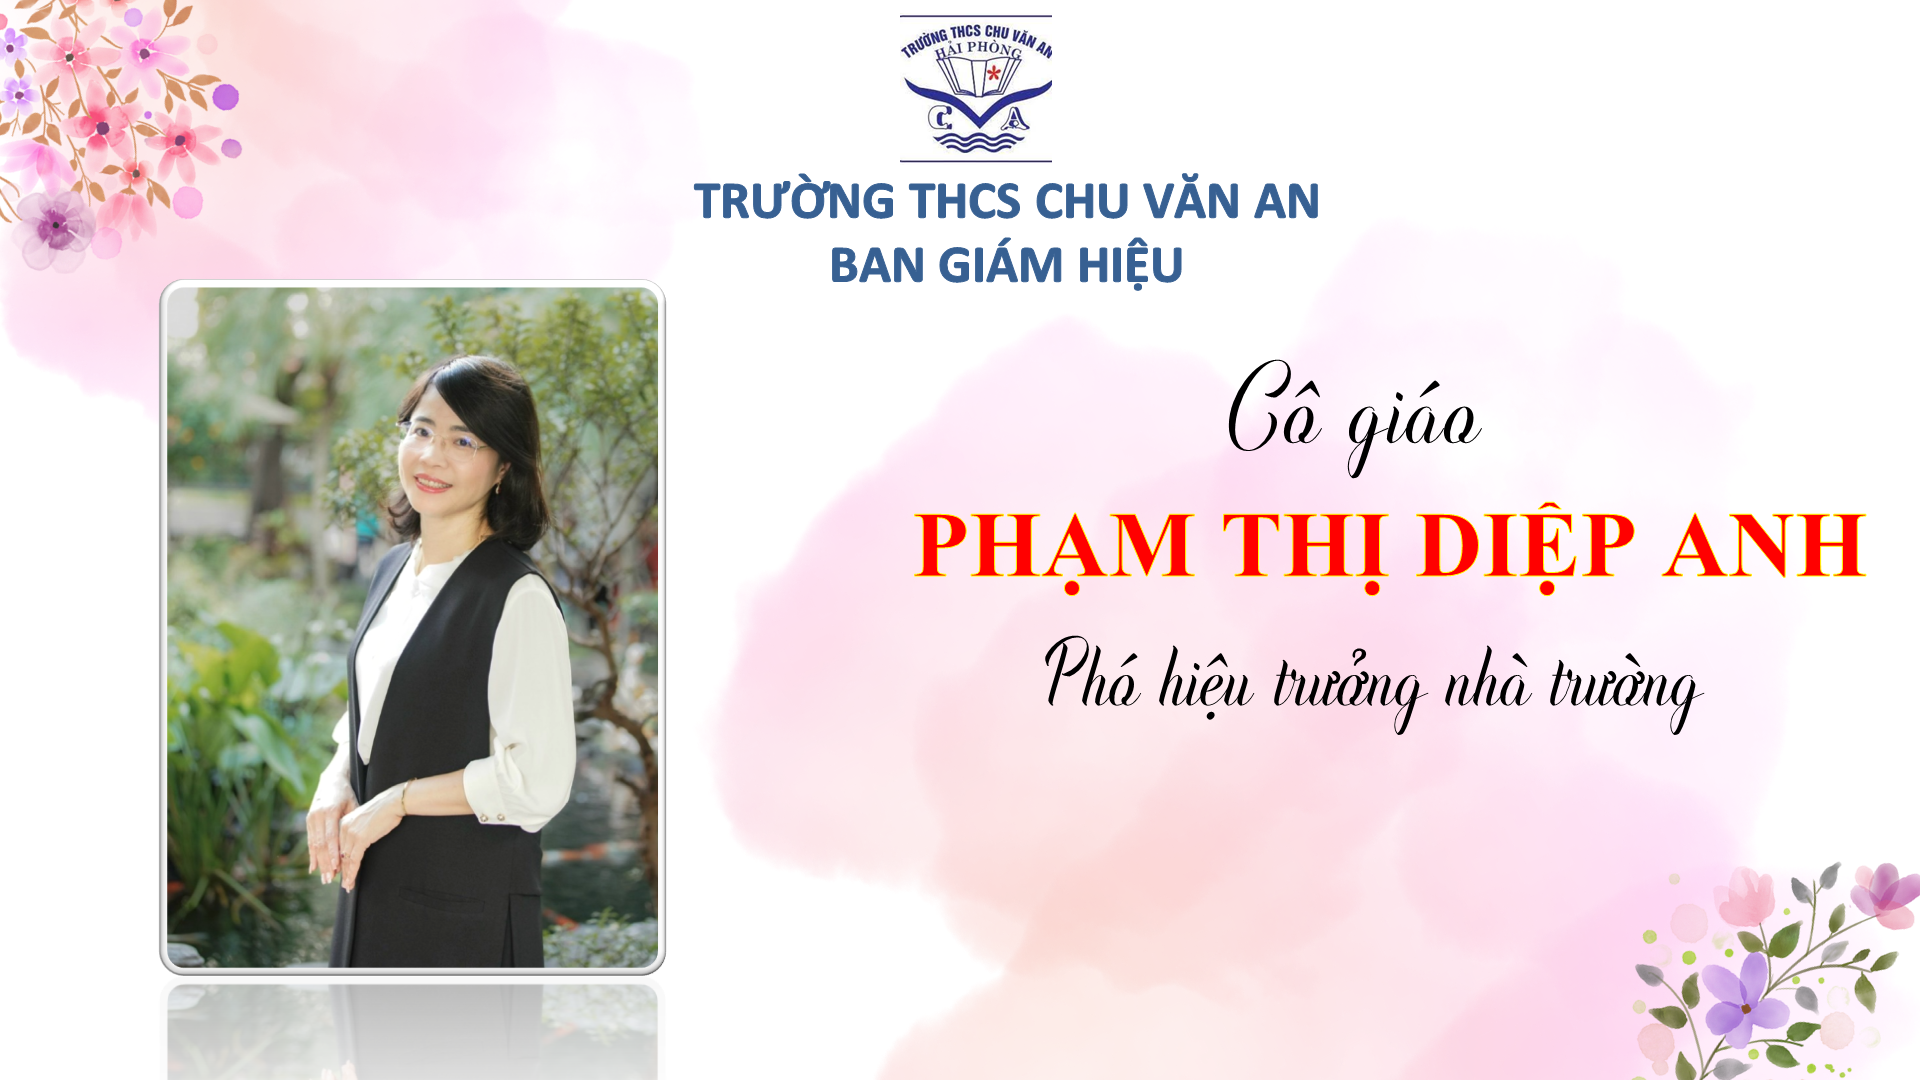 TRƯỜNG THCS CHU VĂN AN
HẢI PHÒNG
C A
TRƯỜNG THCS CHU VĂN AN
BAN GIÁM HIỆU
Cô giáo
PHẠM THỊ DIỆP ANH
Phó hiệu trưởng nhà trường